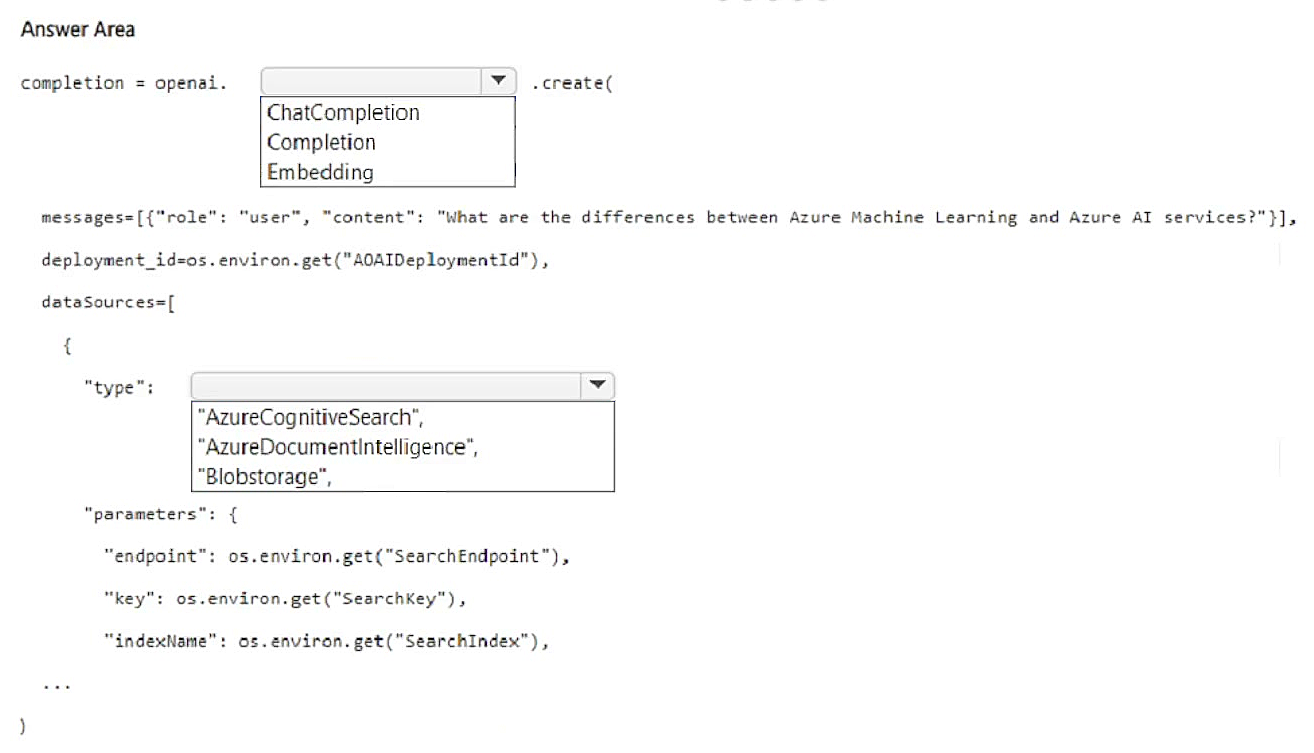 Answer Area
completion = openai. .create(
ChatCompletion
Completion
Embedding
messages=[{"role": "user", "content": "What are the differences between Azure Machine Learning and Azure AI services?"}],
deployment_id=os.environ.get("AOAIDeploymentId"),
dataSources=[
{
"type":
"AzureCognitiveSearch",
"AzureDocumentIntelligence",
"Blobstorage",
"parameters": {
"endpoint": os.environ.get("SearchEndpoint"),
"key": os.environ.get("SearchKey"),
"indexName": os.environ.get("SearchIndex"),
...
)